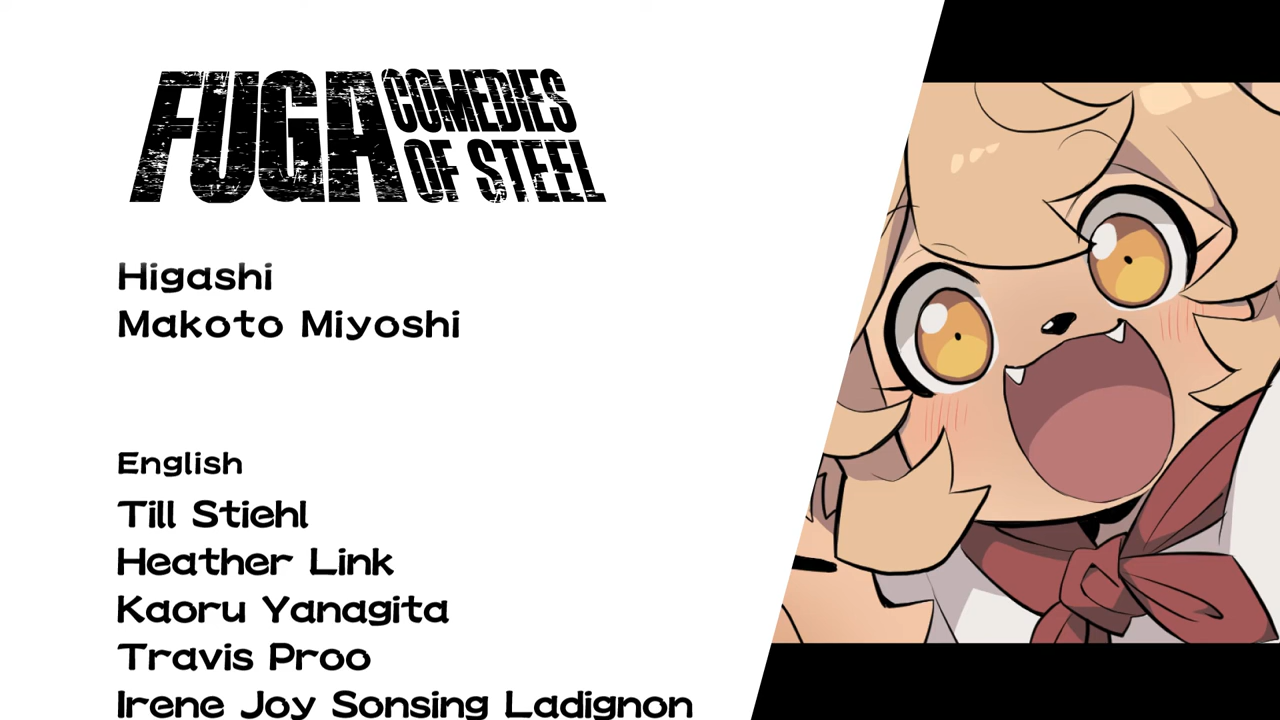 FUGA COMEDIES
OF STEEL
Higashi
Makoto Miyoshi
English
Till Stiehl
Heather Link
Kaoru Yanagita
Travis Proo
Irene Joy Sonsing Ladignon